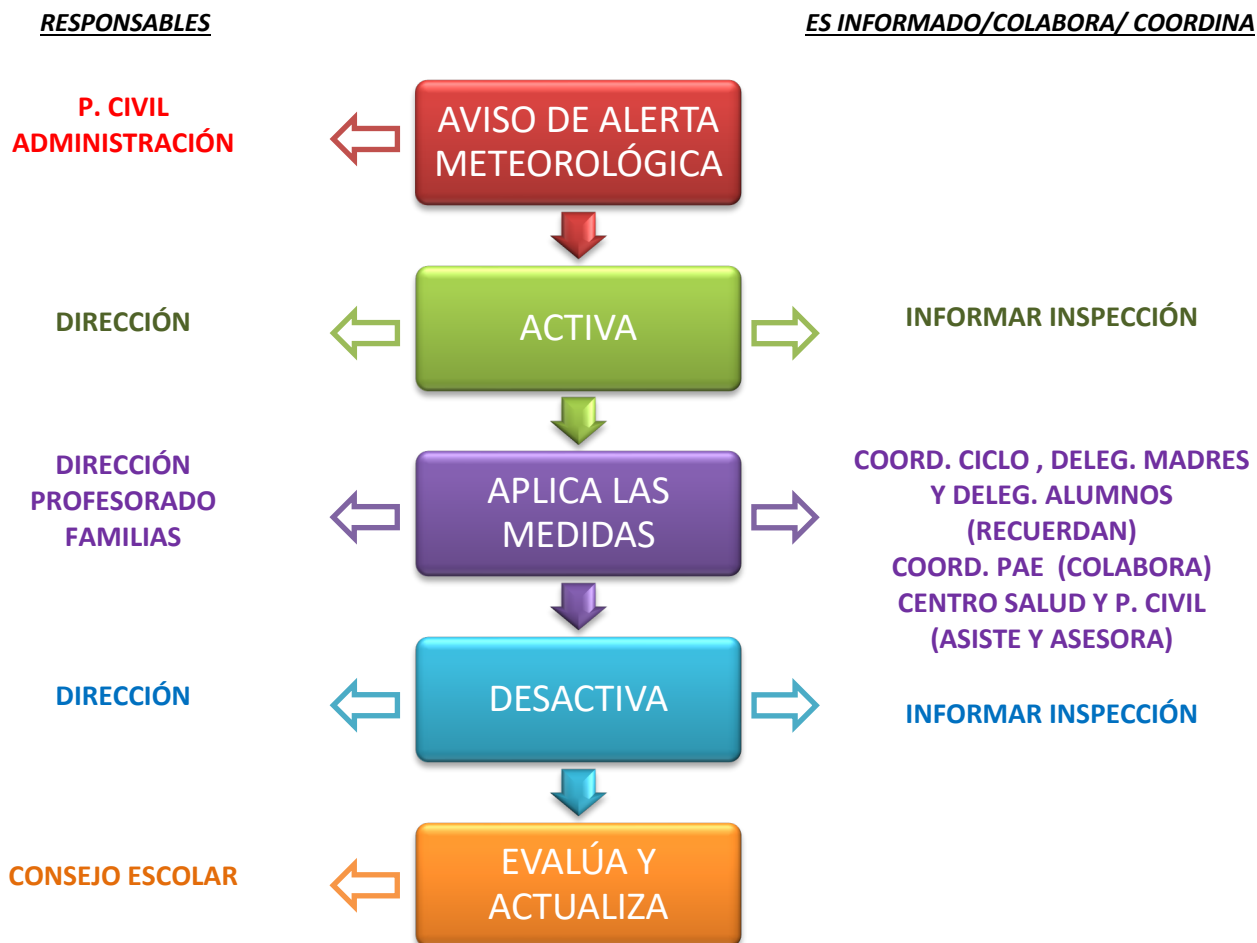 RESPONSABLES
ES INFORMADO/COLABORA/ COORDINA
P. CIVIL
ADMINISTRACIÓN
AVISO DE ALERTA
METEOROLÓGICA
DIRECCIÓN
ACTIVA
INFORMAR INSPECCIÓN
DIRECCIÓN
PROFESORADO
FAMILIAS
APLICA LAS
MEDIDAS
COORD. CICLO , DELEG. MADRES
Y DELEG. ALUMNOS
(RECUERDAN)
COORD. PAE (COLABORA)
CENTRO SALUD Y P. CIVIL
(ASISTE Y ASESORA)
DIRECCIÓN
DESACTIVA
INFORMAR INSPECCIÓN
CONSEJO ESCOLAR
EVALÚA Y
ACTUALIZA